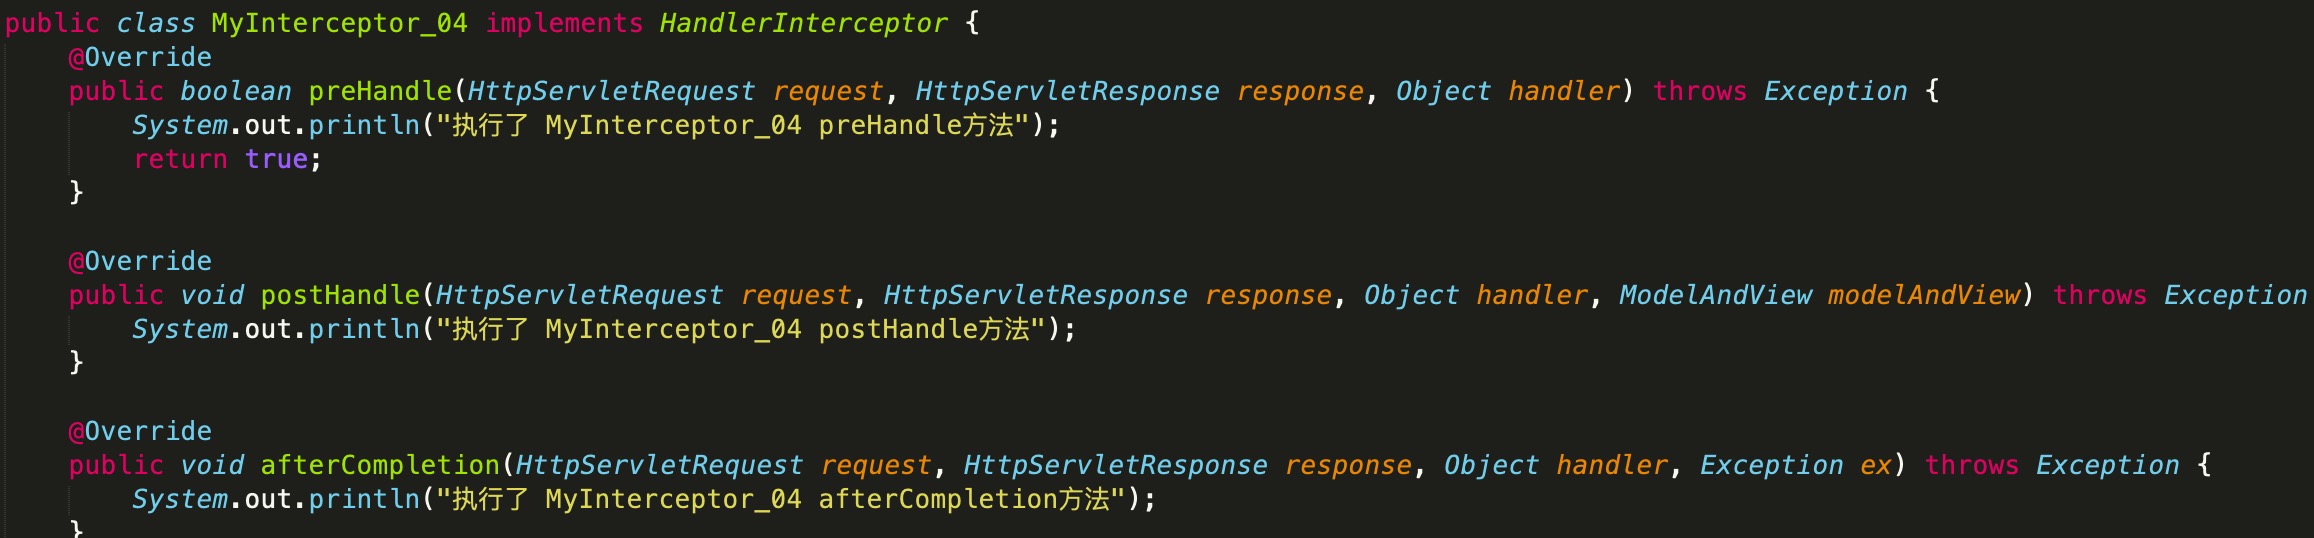 public class MyInterceptor_04 implements HandlerInterceptor {
@Override
public boolean preHandle(HttpServletRequest request, HttpServletResponse response, Object handler) throws Exception {
System.out.println("执行了 MyInterceptor_04 preHandle方法");
return true;
}
@Override
public void postHandle(HttpServletRequest request, HttpServletResponse response, Object handler, ModelAndView modelAndView) throws Exception
System.out.println("执行了 MyInterceptor_04 postHandle方法");
}
@Override
public void afterCompletion(HttpServletRequest request, HttpServletResponse response, Object handler, Exception ex) throws Exception {
System.out.println("执行了 MyInterceptor_04 afterCompletion方法");
}